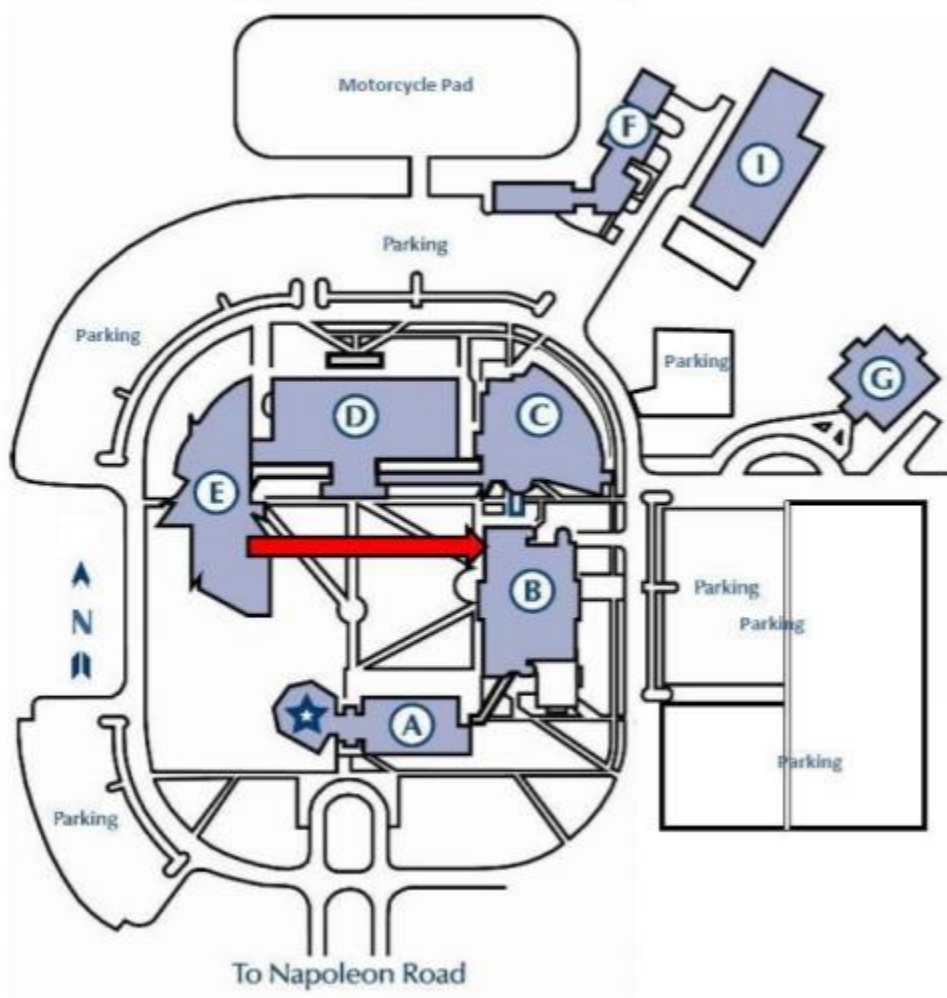 Motorcycle Pad
F
I
Parking
Parking
Parking
G
D
C
E
N
B
Parking
Parking
A
Parking
Parking
To Napoleon Road